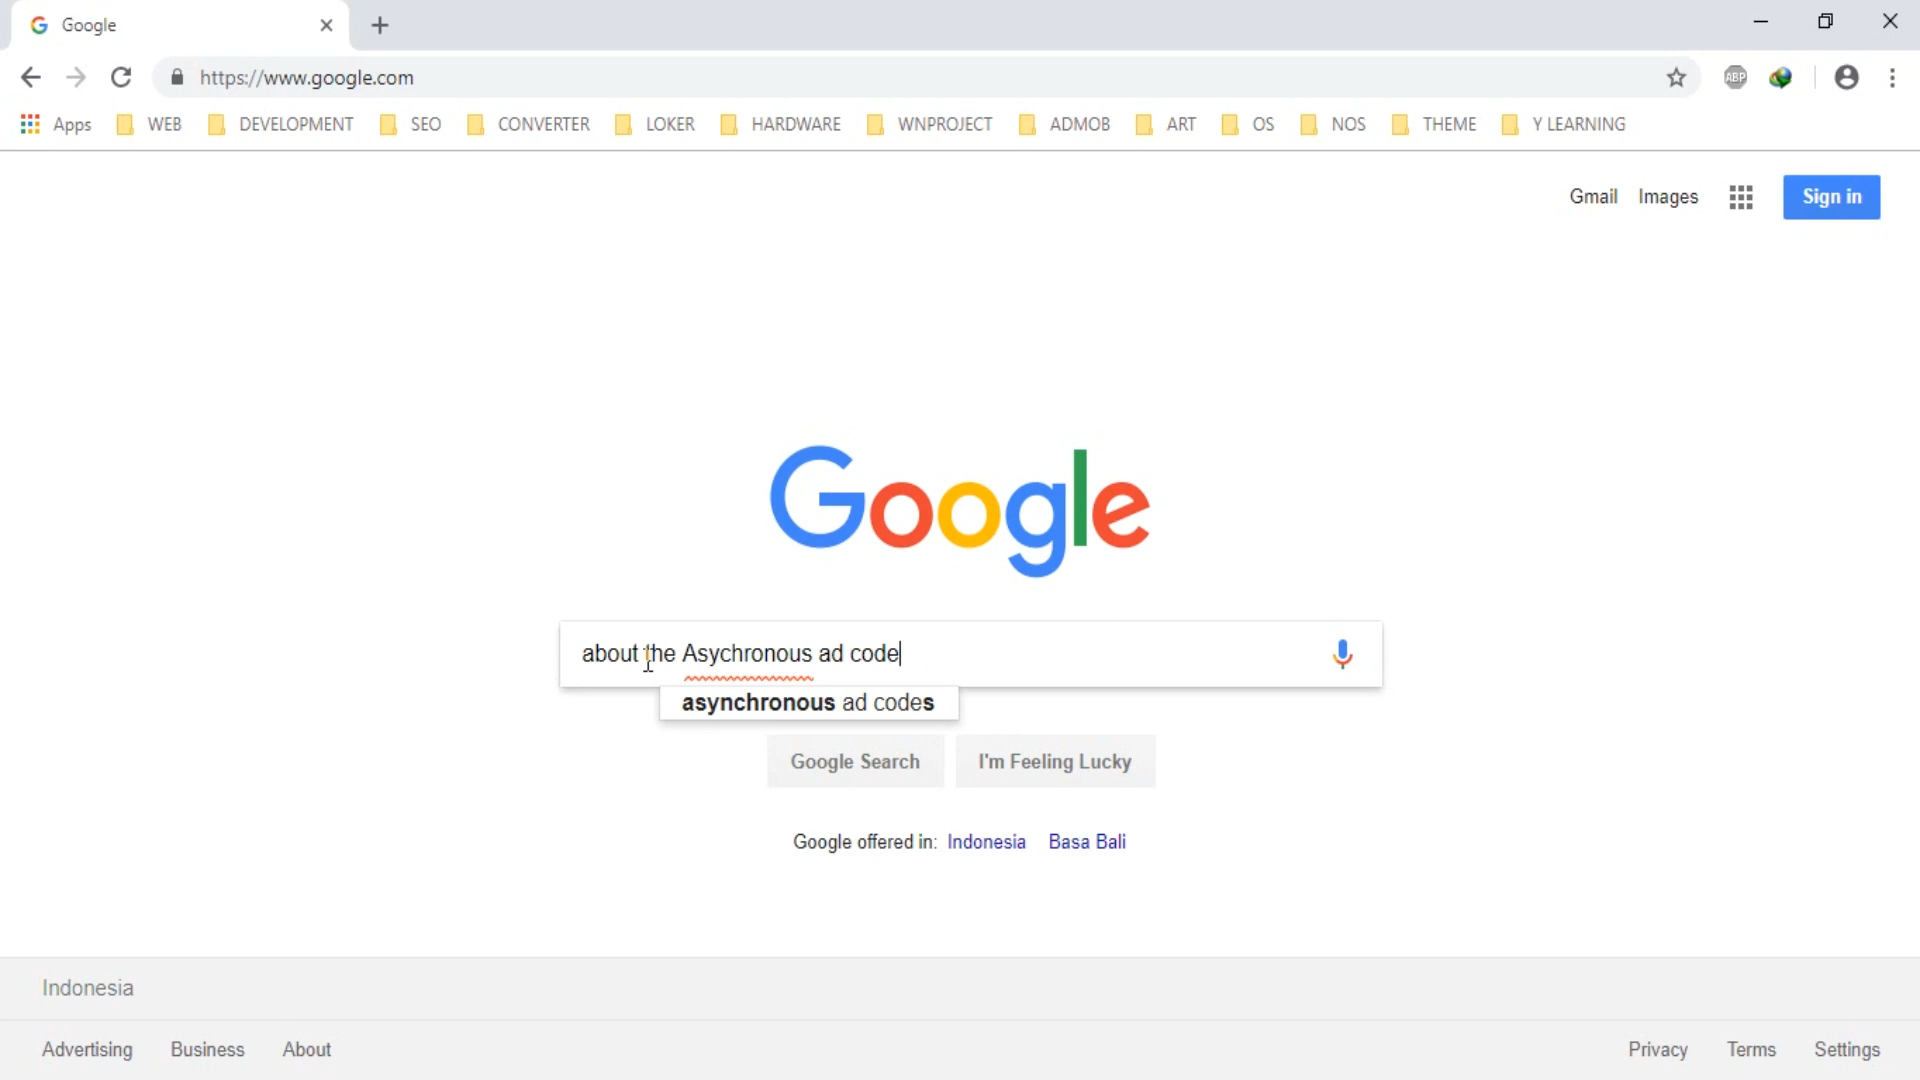 Google
https://www.google.com
ABP
Apps WEB DEVELOPMENT SEO CONVERTER LOKER HARDWARE WNPROJECT ADMOB ART OS NOS THEME Y LEARNING
Gmail Images Sign in
Google
about the Asychronous ad code
asynchronous ad codes
Google Search I'm Feeling Lucky
Google offered in: Indonesia Basa Bali
Indonesia
Advertising Business About Privacy Terms Settings